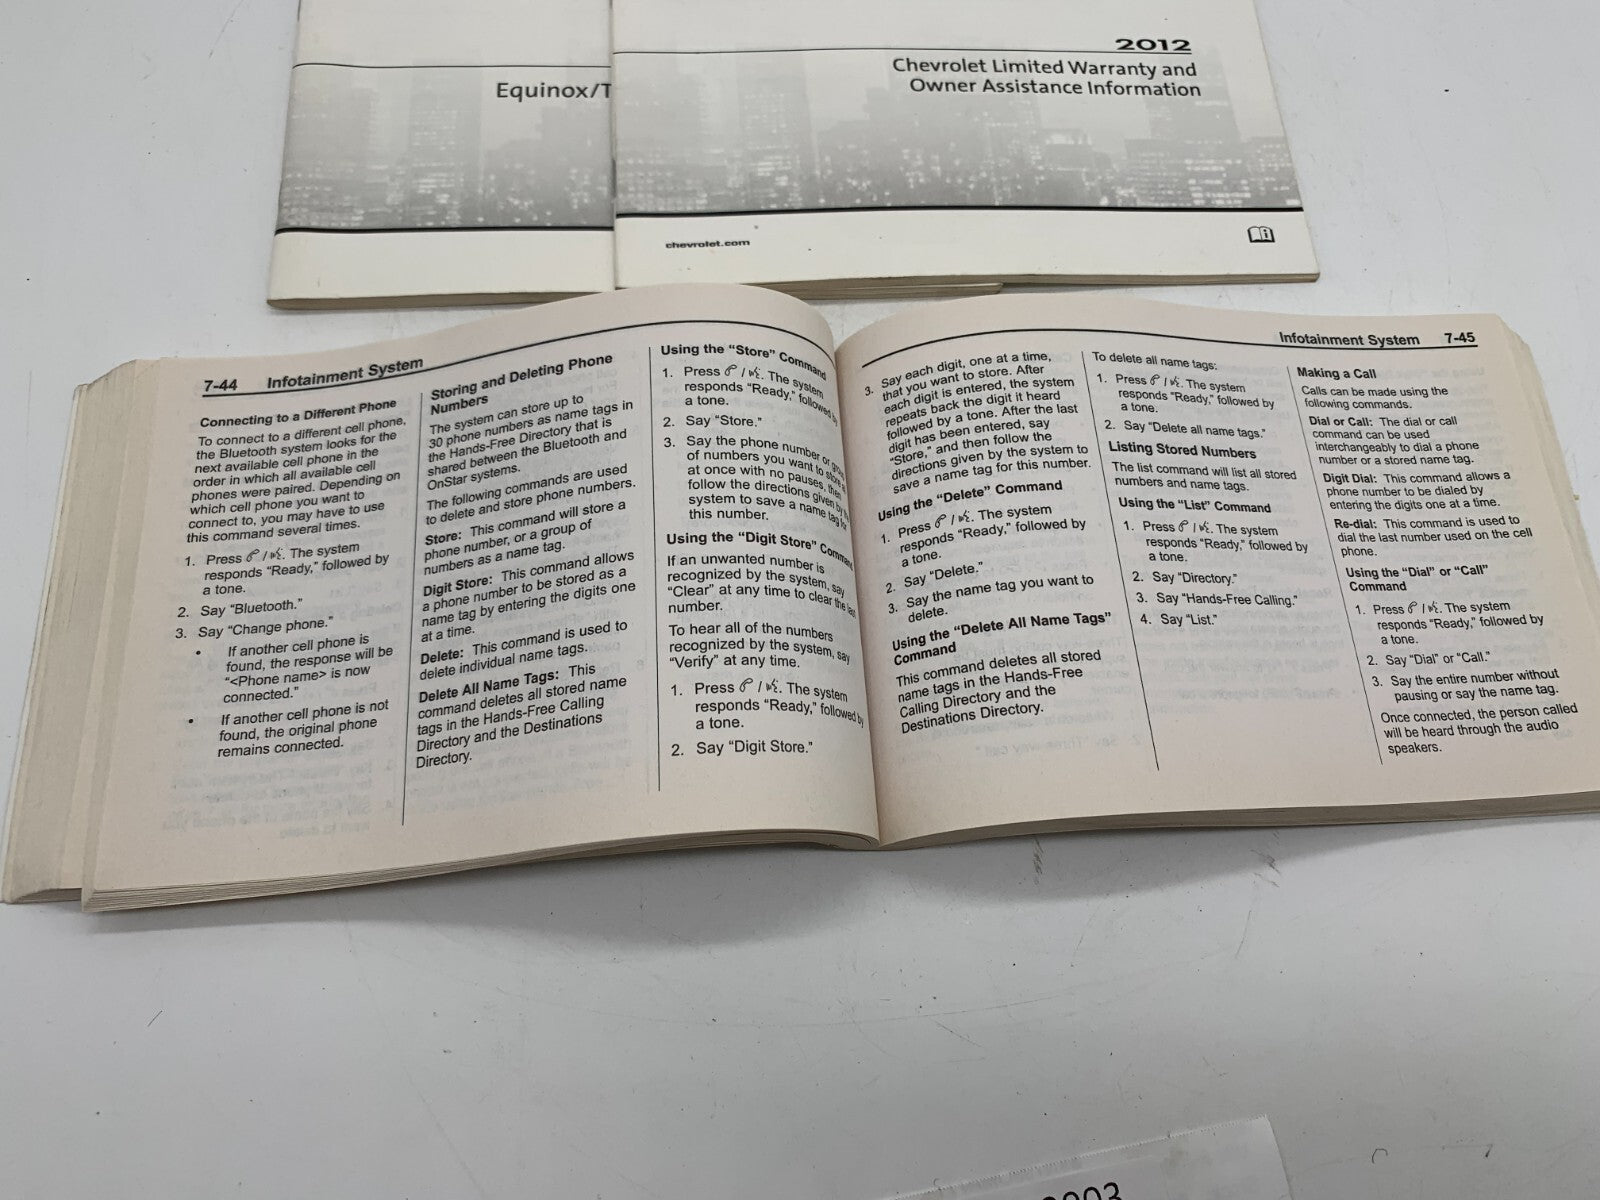 Equinox/T
2012
Chevrolet Limited Warranty and
Owner Assistance Information
chevrolet.com
7-44 Infotainment System
Connecting to a Different Phone
To connect to a different cell phone,
the Bluetooth system looks for the
next available cell phone in the
order in which all available cell
phones were paired. Depending on
which cell phone you want to
connect to, you may have to use
this command several times.
1. Press / . The system
responds “Ready,” followed by
a tone.
2. Say “Bluetooth.”
3. Say “Change phone.”
• If another cell phone is
found, the response will be
“<Phone name> is now
connected.”
• If another cell phone is not
found, the original phone
remains connected.
Storing and Deleting Phone
Numbers
The system can store up to
30 phone numbers as name tags in
the Hands-Free Directory that is
shared between the Bluetooth and
OnStar systems.
The following commands are used
to delete and store phone numbers.
Store: This command will store a
phone number, or a group of
numbers as a name tag.
Digit Store: This command allows
a phone number to be stored as a
name tag by entering the digits one
at a time.
Delete: This command is used to
delete individual name tags.
Delete All Name Tags: This
command deletes all stored name
tags in the Hands-Free Calling
Directory and the Destinations
Directory.
Using the “Store” Command
1. Press / . The system
responds “Ready,” followed by
a tone.
2. Say “Store.”
3. Say the phone number or group
of numbers you want to store all
at once with no pauses, then
follow the directions given by the
system to save a name tag for
this number.
Using the “Digit Store” Command
If an unwanted number is
recognized by the system, say
“Clear” at any time to clear the last
number.
To hear all of the numbers
recognized by the system, say
“Verify” at any time.
1. Press / . The system
responds “Ready,” followed by
a tone.
2. Say “Digit Store.”
Infotainment System 7-45
3. Say each digit, one at a time,
that you want to store. After
each digit is entered, the system
repeats back the digit it heard
followed by a tone. After the last
digit has been entered, say
“Store,” and then follow the
directions given by the system to
save a name tag for this number.
Using the “Delete” Command
1. Press / . The system
responds “Ready,” followed by
a tone.
2. Say “Delete.”
3. Say the name tag you want to
delete.
Using the “Delete All Name Tags”
Command
This command deletes all stored
name tags in the Hands-Free
Calling Directory and the
Destinations Directory.
To delete all name tags:
1. Press / . The system
responds “Ready,” followed by
a tone.
2. Say “Delete all name tags.”
Listing Stored Numbers
The list command will list all stored
numbers and name tags.
Using the “List” Command
1. Press / . The system
responds “Ready,” followed by
a tone.
2. Say “Directory.”
3. Say “Hands-Free Calling.”
4. Say “List.”
Making a Call
Calls can be made using the
following commands.
Dial or Call: The dial or call
command can be used
interchangeably to dial a phone
number or a stored name tag.
Digit Dial: This command allows a
phone number to be dialed by
entering the digits one at a time.
Re-dial: This command is used to
dial the last number used on the cell
phone.
Using the “Dial” or “Call”
Command
1. Press / . The system
responds “Ready,” followed by
a tone.
2. Say “Dial” or “Call.”
3. Say the entire number without
pausing or say the name tag.
Once connected, the person called
will be heard through the audio
speakers.